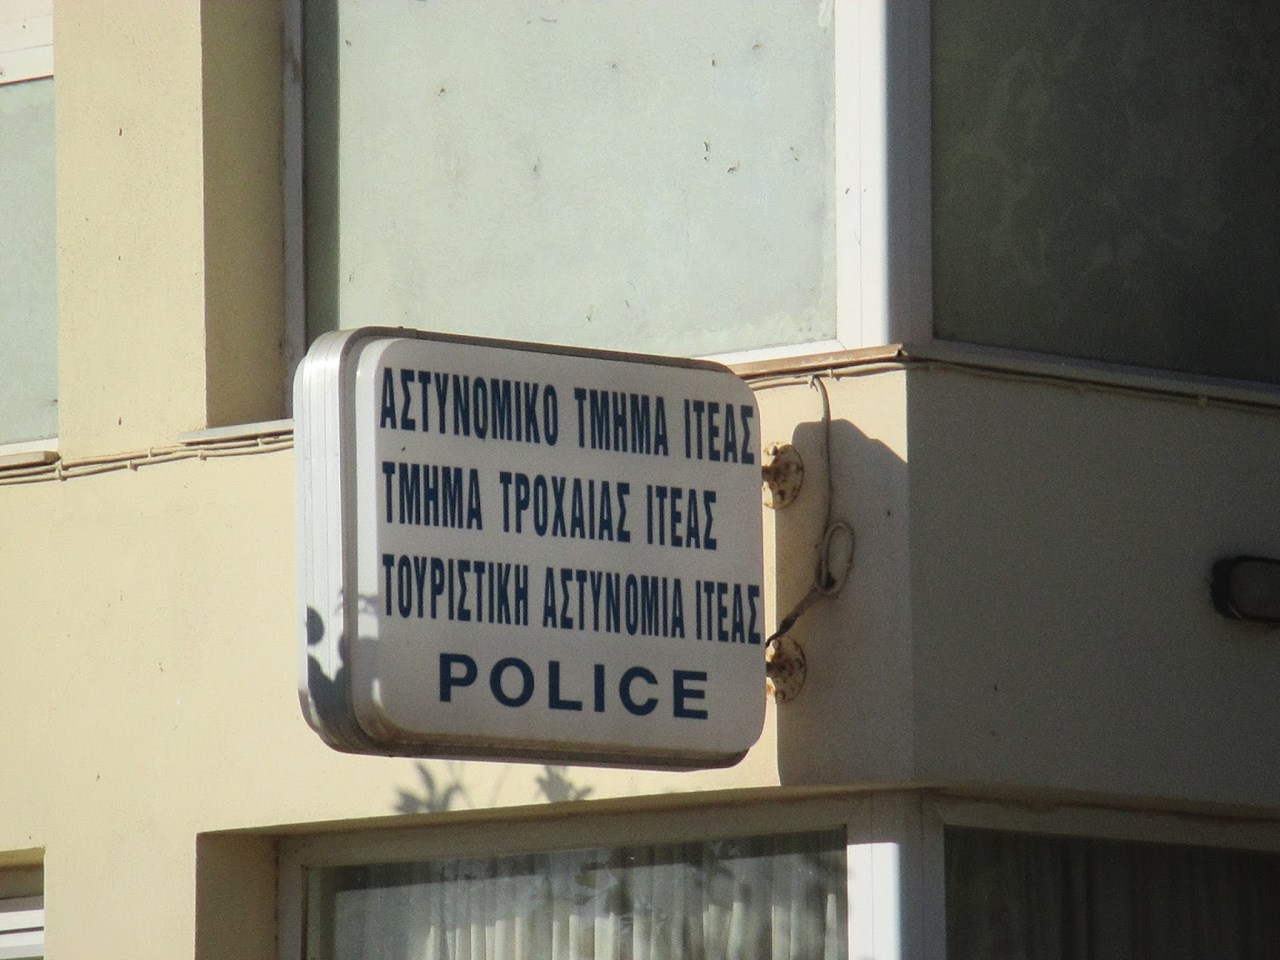 ΑΣΤΥΝΟΜΙΚΟ ΤΜΗΜΑ ΙΤΕΑΣ
ΤΜΗΜΑ ΤΡΟΧΑΙΑΣ ΙΤΕΑΣ
ΤΟΥΡΙΣΤΙΚΗ ΑΣΤΥΝΟΜΙΑ ΙΤΕΑΣ
POLICE